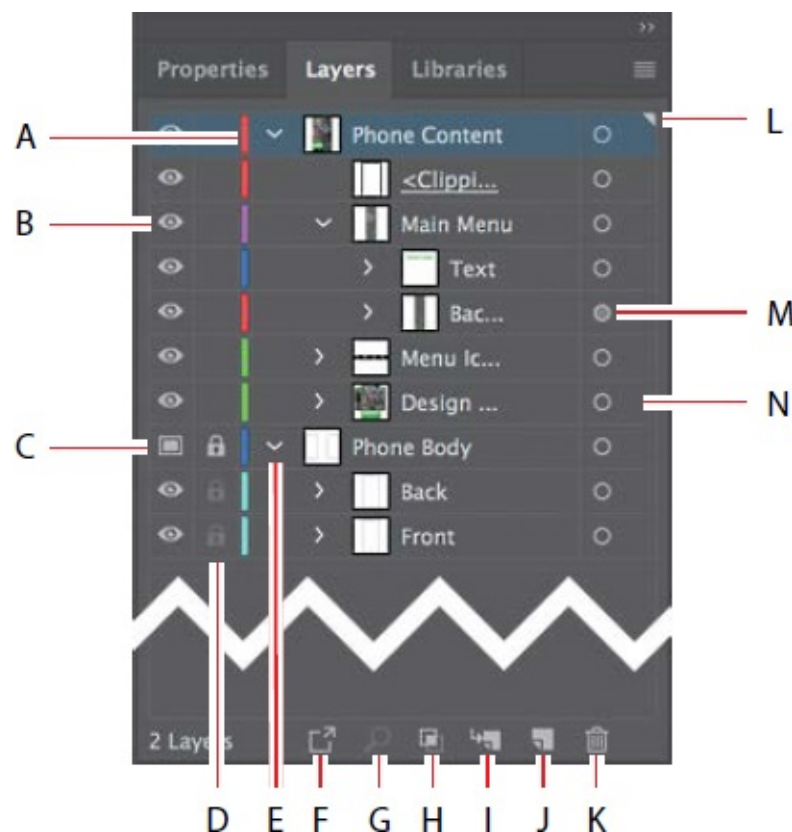 >>
Properties Layers Libraries
A Phone Content L
<Clippi...
B Main Menu
Text
Bac... M
Menu Ic...
Design ... N
C Phone Body
Back
Front
2 Layers
D E F G H I J K